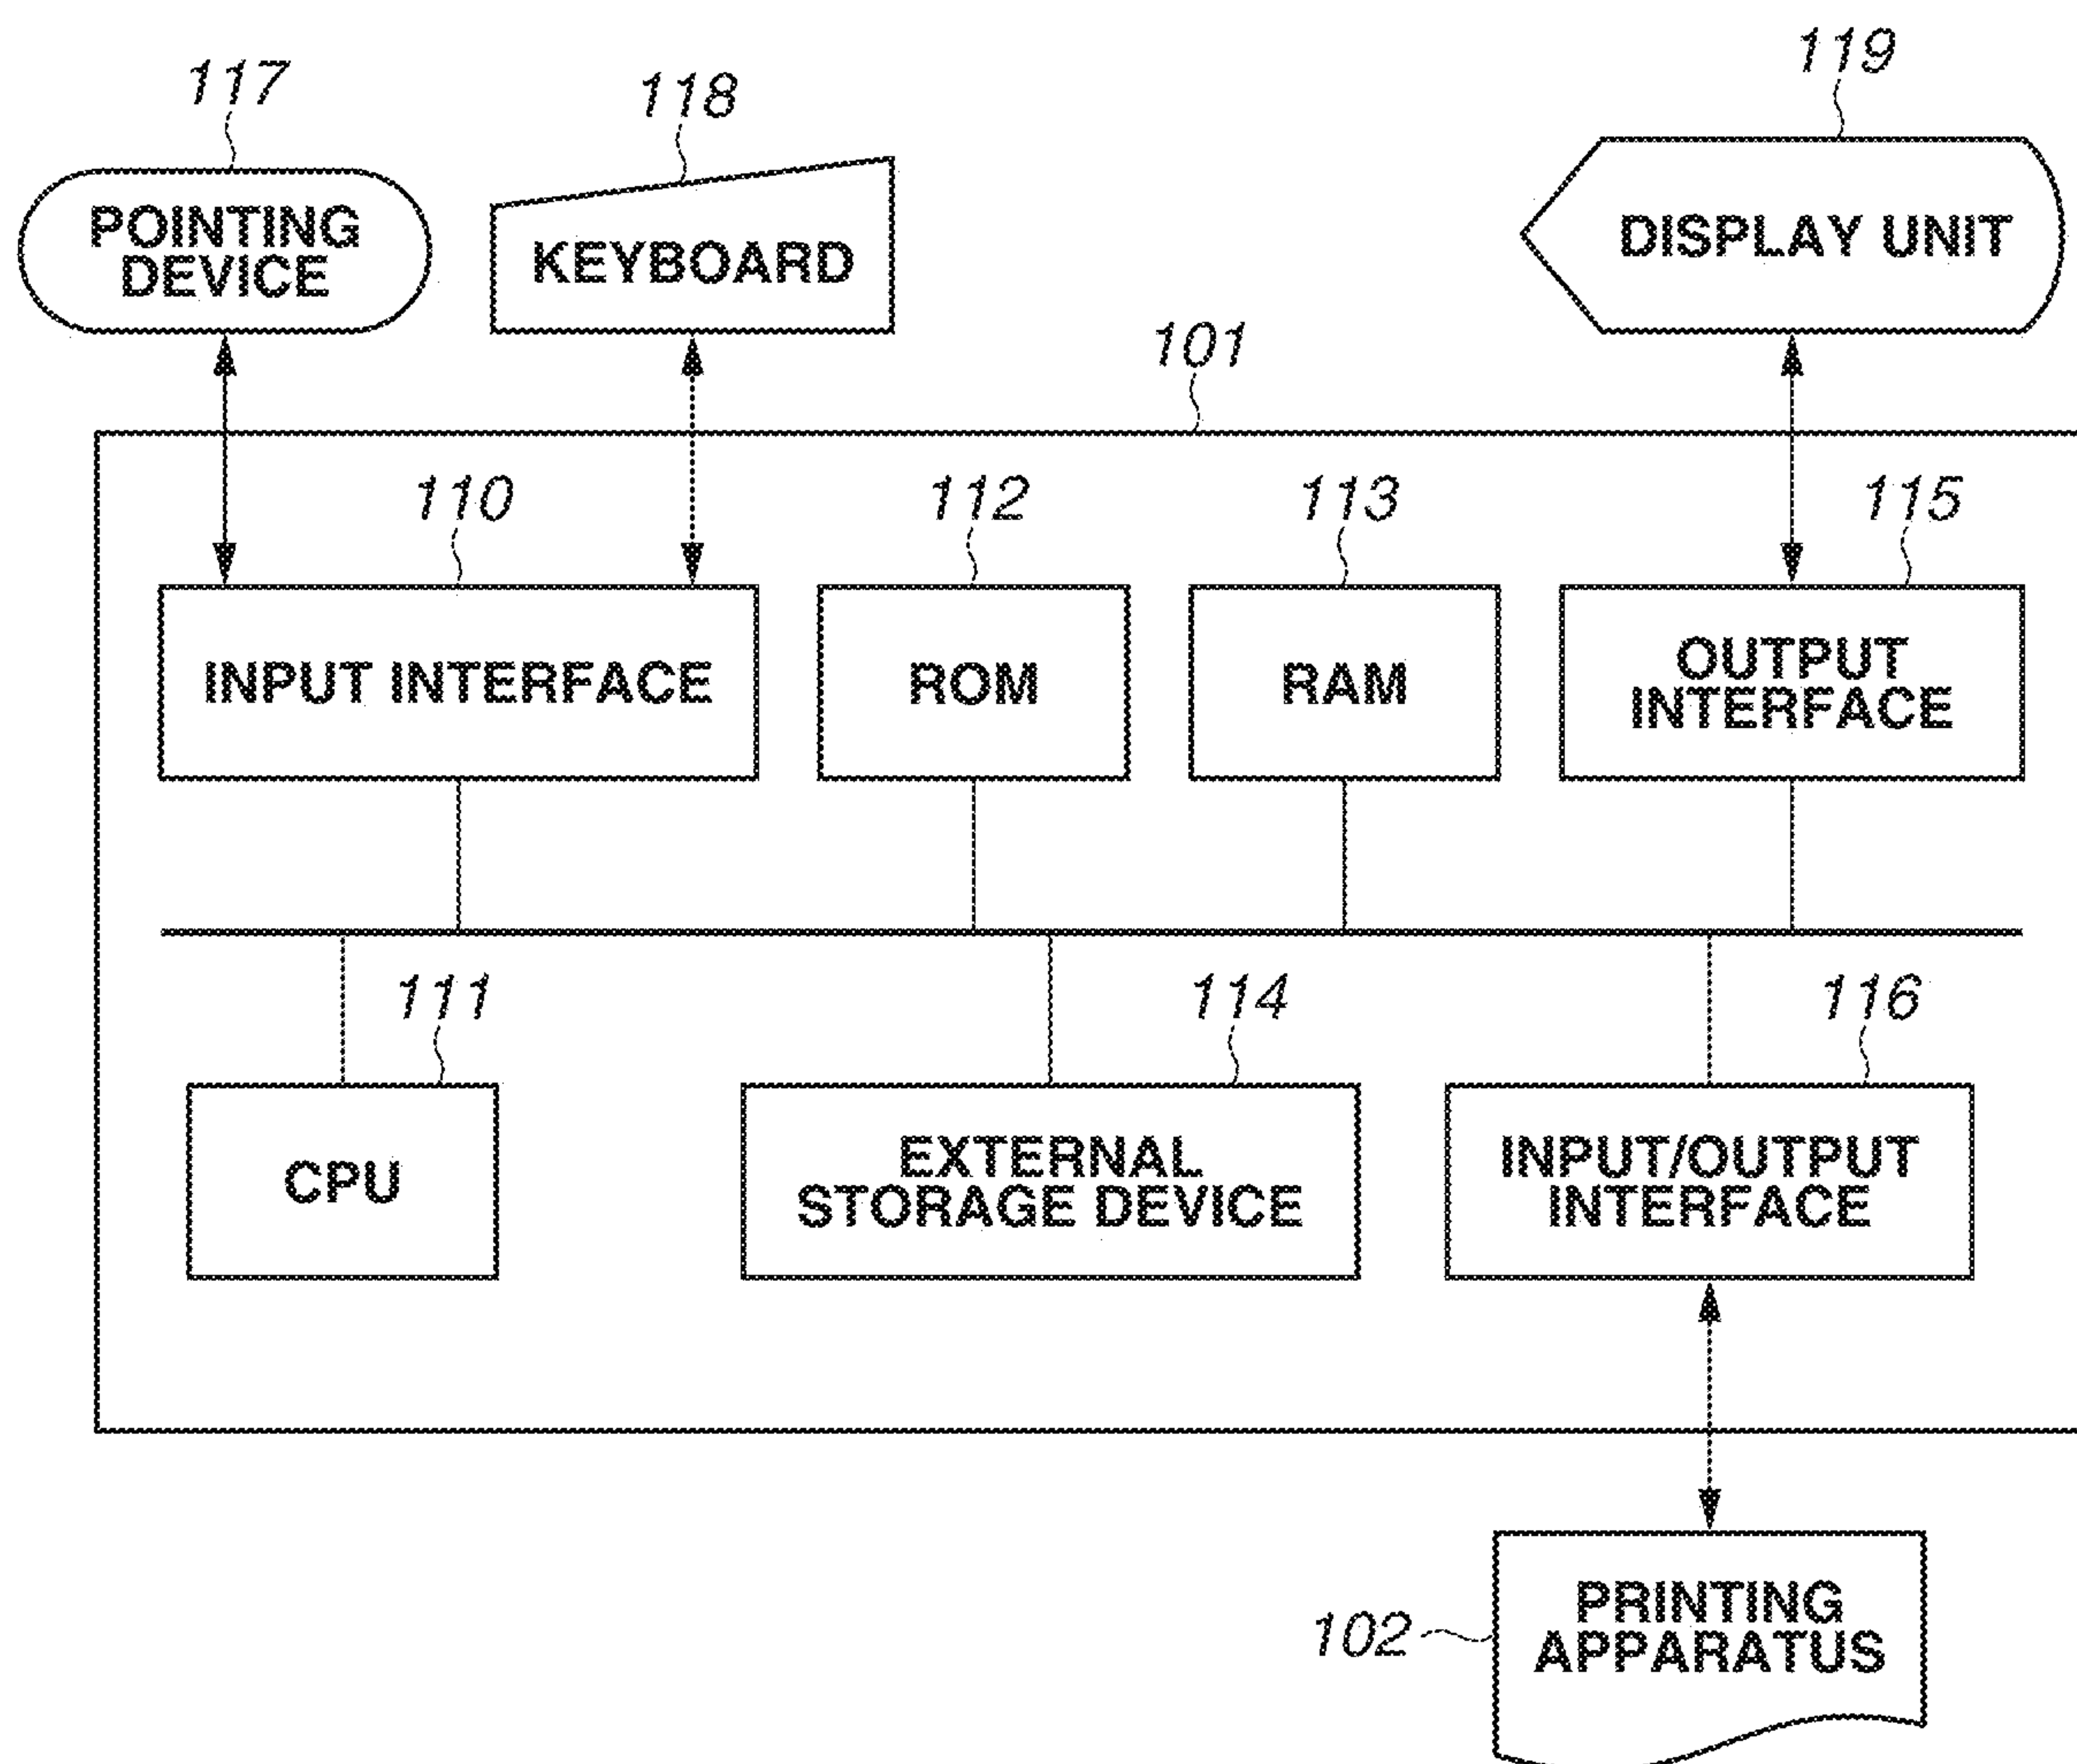 117
118
119
POINTING
DEVICE
KEYBOARD
DISPLAY UNIT
101
110
112
113
115
INPUT INTERFACE
ROM
RAM
OUTPUT
INTERFACE
111
114
116
CPU
EXTERNAL
STORAGE DEVICE
INPUT/OUTPUT
INTERFACE
102
PRINTING
APPARATUS